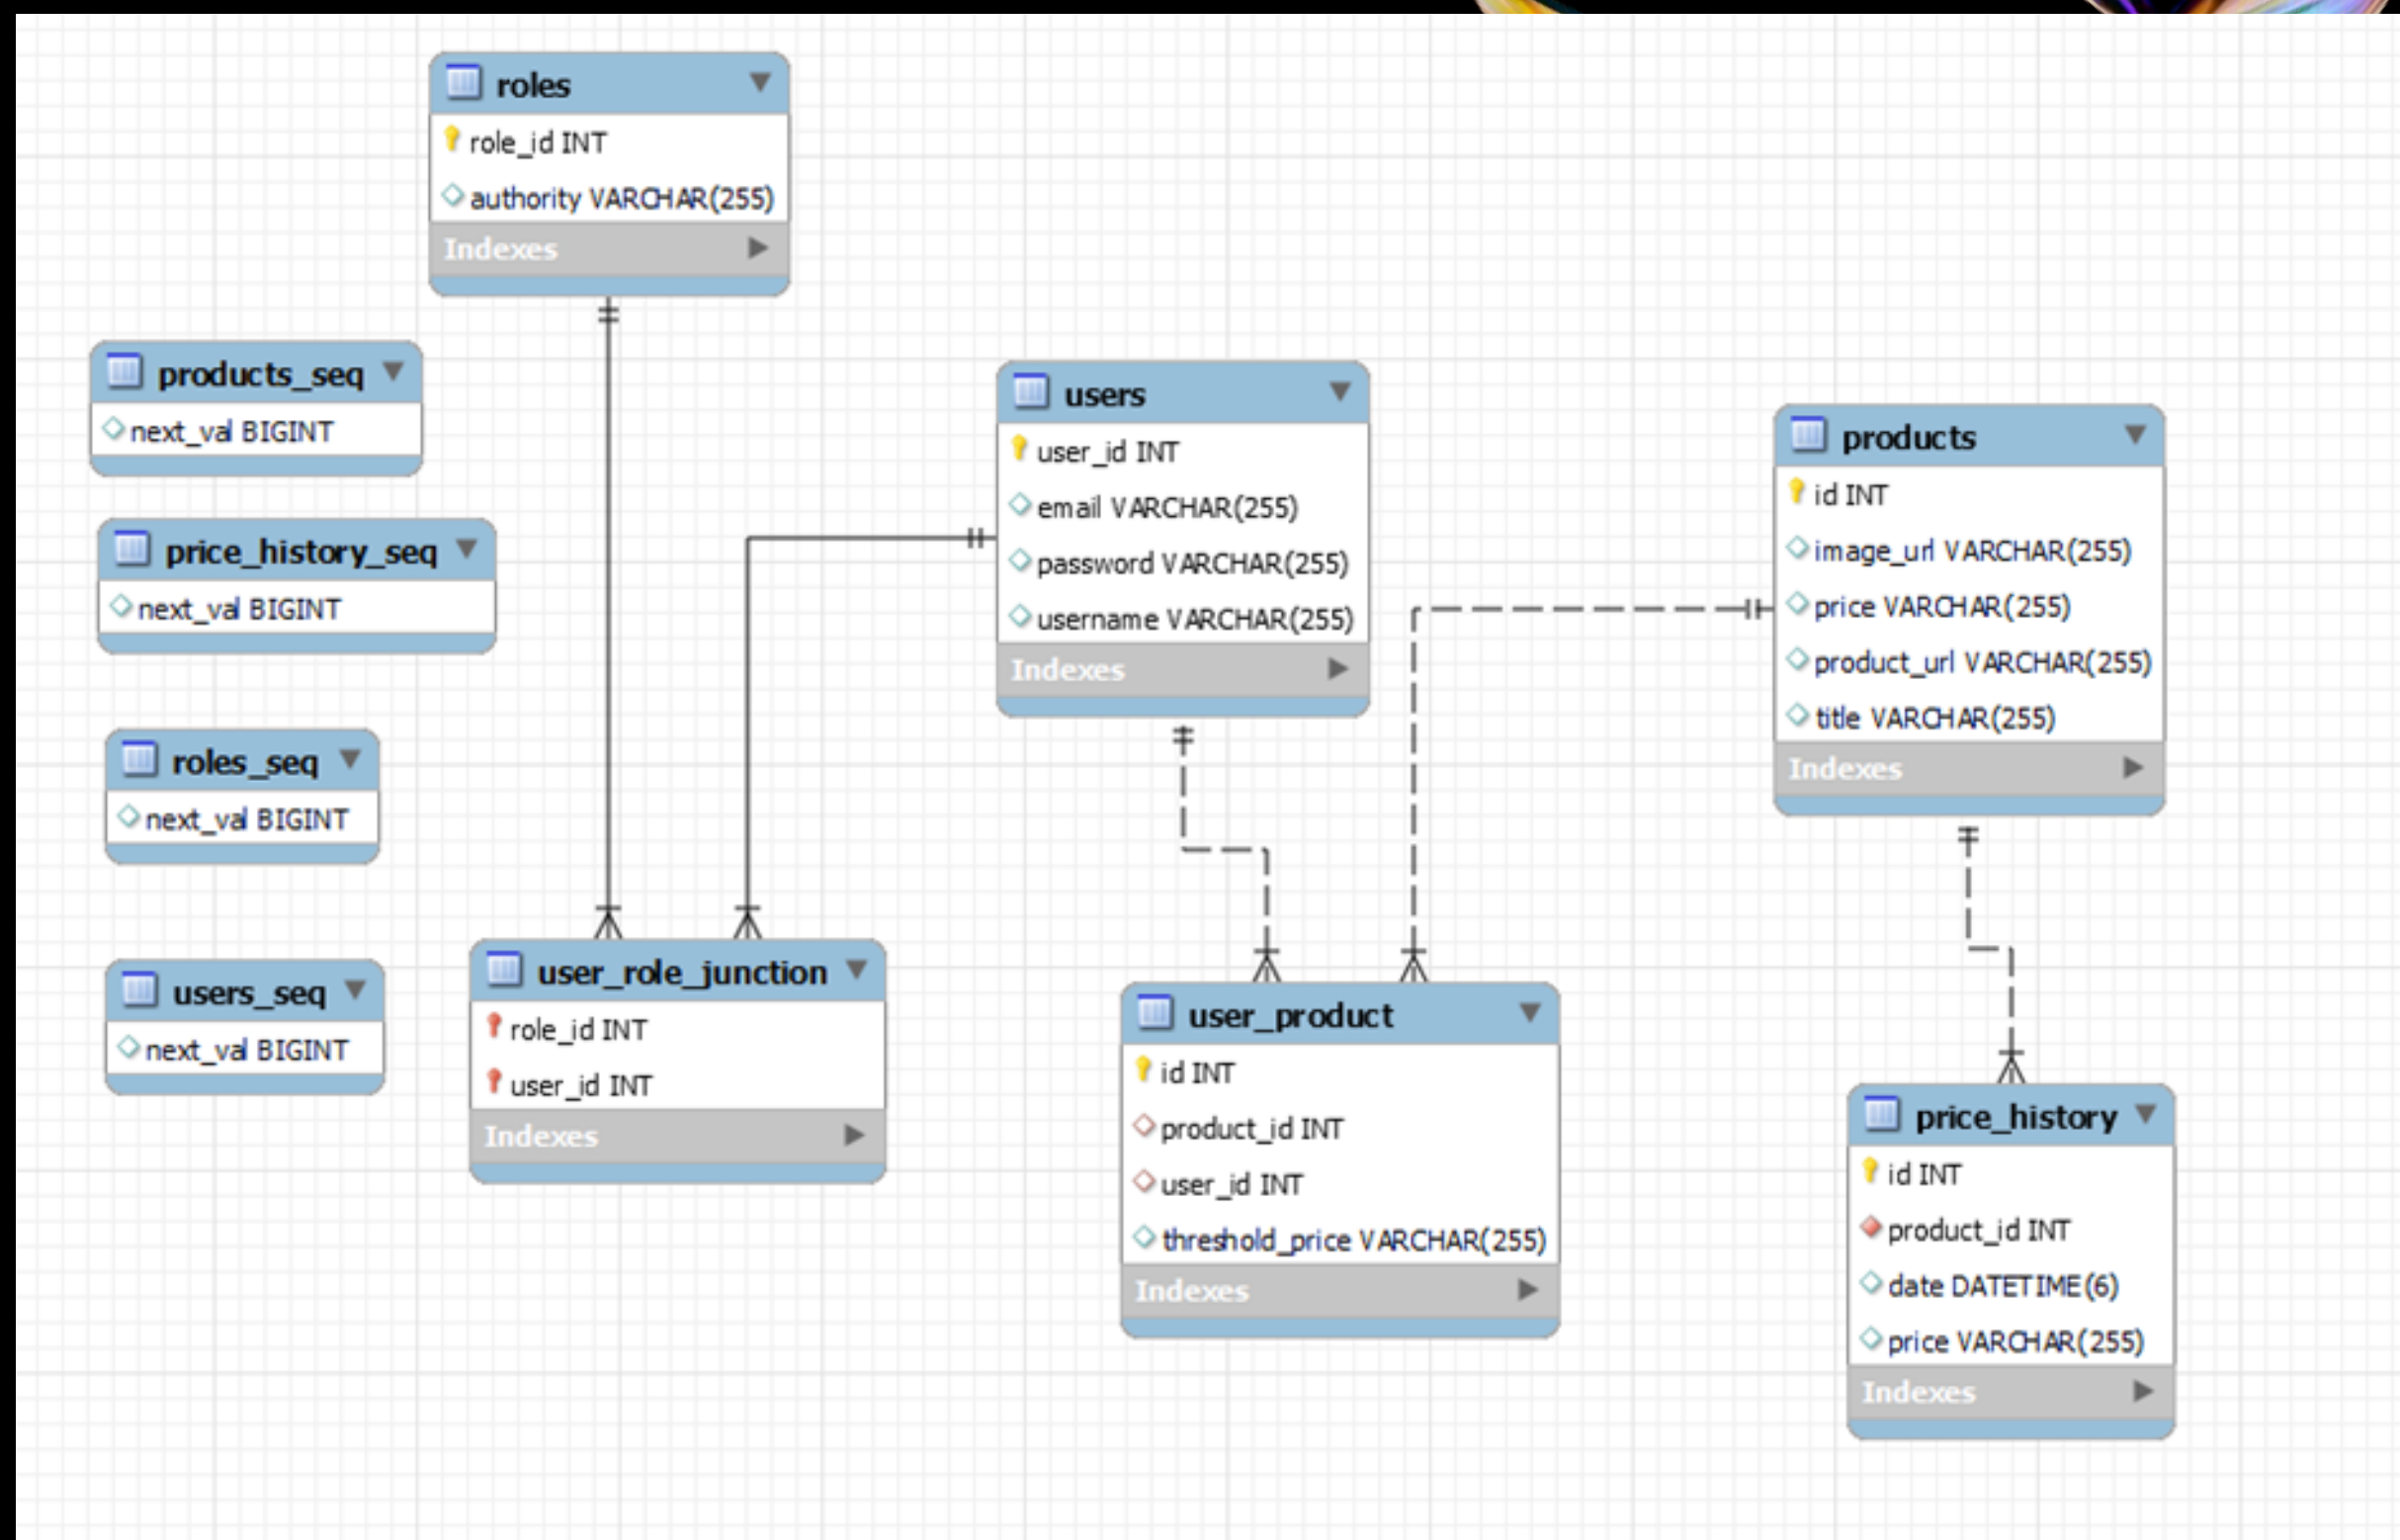 roles
role_id INT
authority VARCHAR(255)
Indexes
products_seq
next_val BIGINT
price_history_seq
next_val BIGINT
roles_seq
next_val BIGINT
users_seq
next_val BIGINT
users
user_id INT
email VARCHAR(255)
password VARCHAR(255)
username VARCHAR(255)
Indexes
products
id INT
image_url VARCHAR(255)
price VARCHAR(255)
product_url VARCHAR(255)
title VARCHAR(255)
Indexes
user_role_junction
role_id INT
user_id INT
Indexes
user_product
id INT
product_id INT
user_id INT
threshold_price VARCHAR(255)
Indexes
price_history
id INT
product_id INT
date DATETIME(6)
price VARCHAR(255)
Indexes